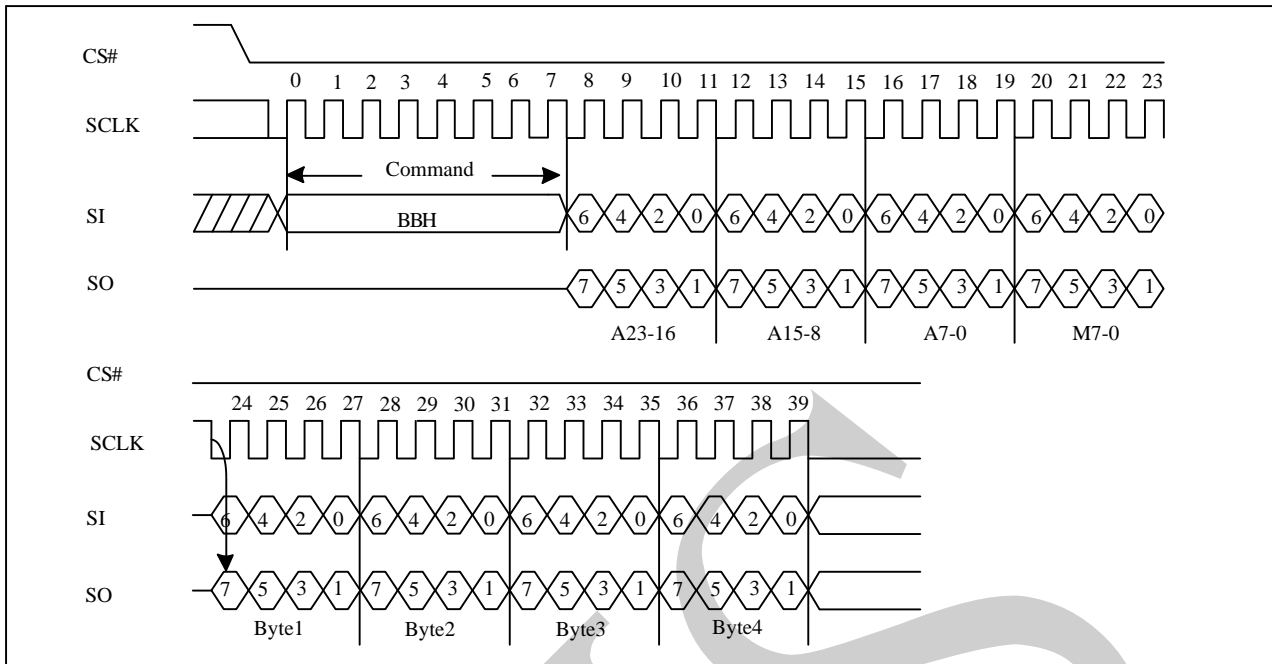 CS#
0 1 2 3 4 5 6 7 8 9 10 11 12 13 14 15 16 17 18 19 20 21 22 23
SCLK
Command
SI BBH 6 4 2 0 6 4 2 0 6 4 2 0 6 4 2 0
SO 7 5 3 1 7 5 3 1 7 5 3 1 7 5 3 1
A23-16 A15-8 A7-0 M7-0
CS#
24 25 26 27 28 29 30 31 32 33 34 35 36 37 38 39
SCLK
SI 6 4 2 0 6 4 2 0 6 4 2 0 6 4 2 0
SO 7 5 3 1 7 5 3 1 7 5 3 1 7 5 3 1
Byte1 Byte2 Byte3 Byte4